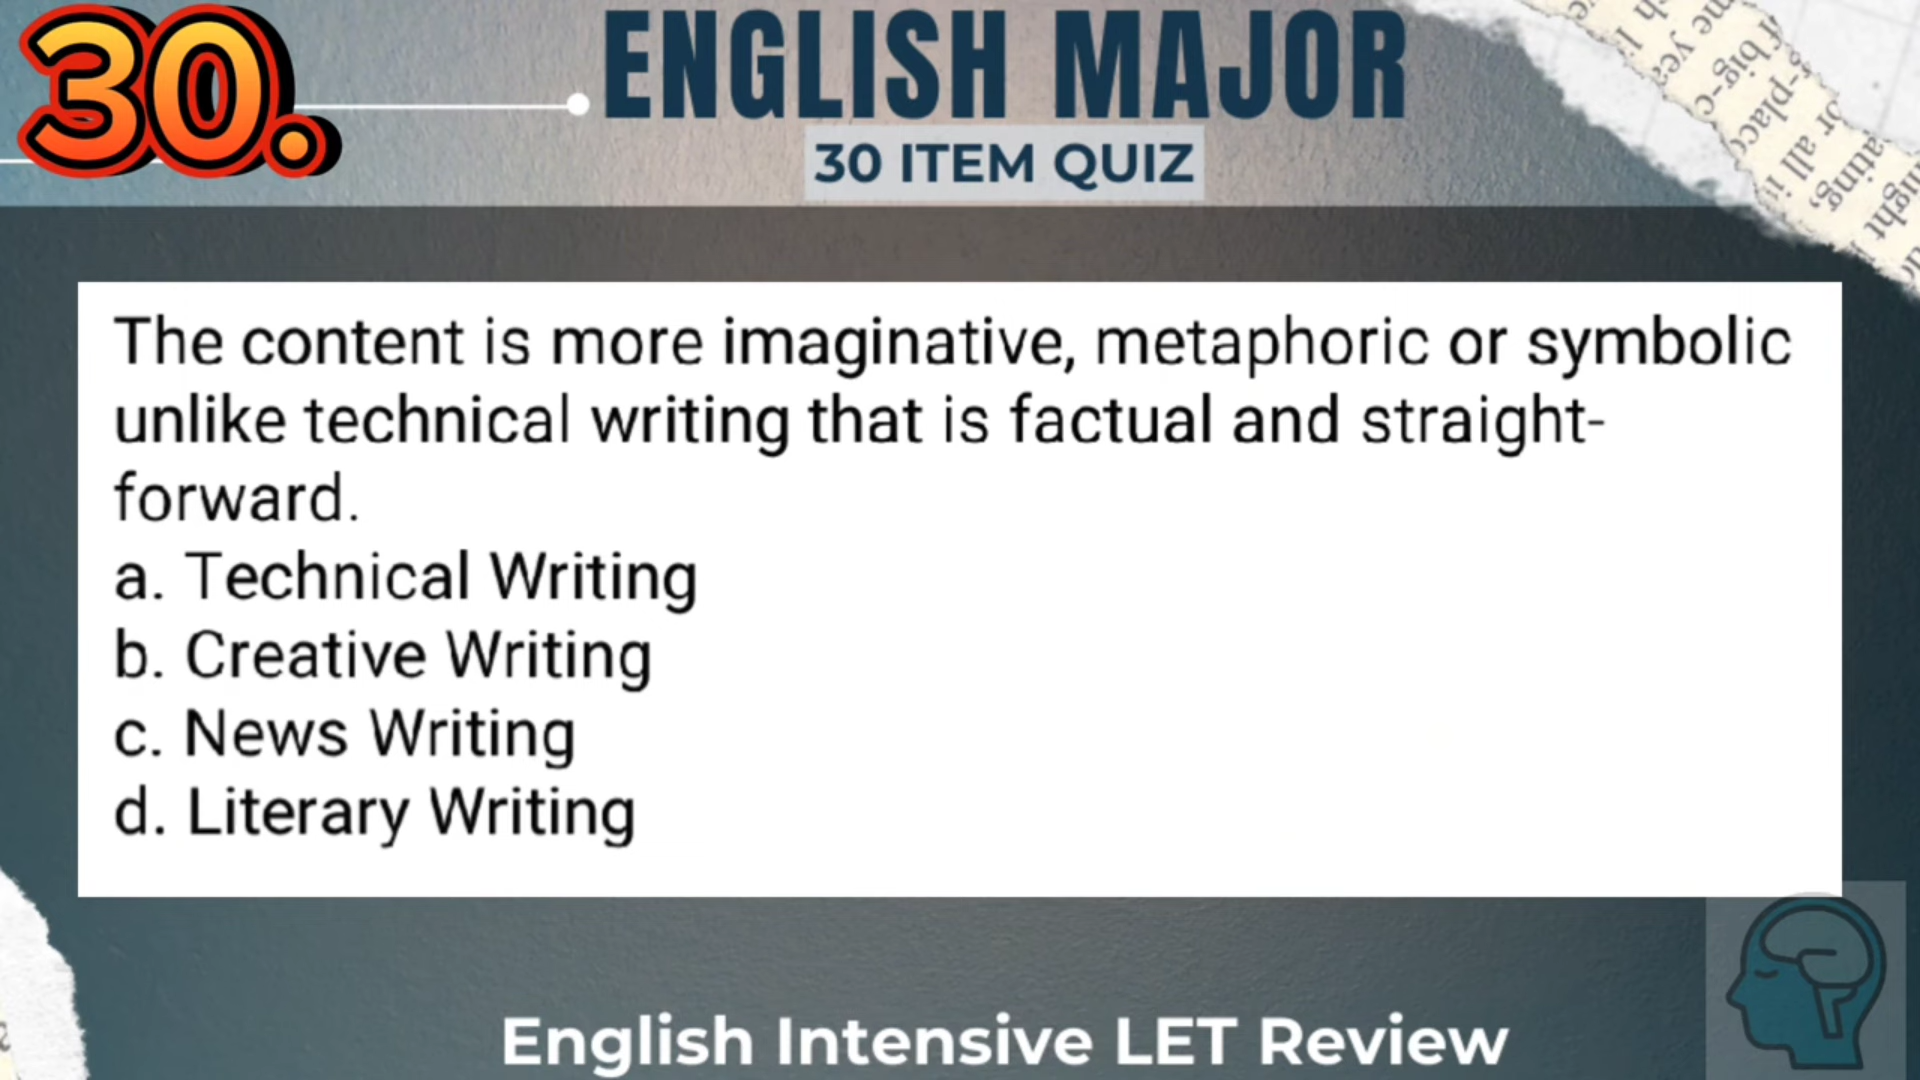 30.
ENGLISH MAJOR
30 ITEM QUIZ
The content is more imaginative, metaphoric or symbolic
unlike technical writing that is factual and straight-
forward.
a. Technical Writing
b. Creative Writing
c. News Writing
d. Literary Writing
English Intensive LET Review